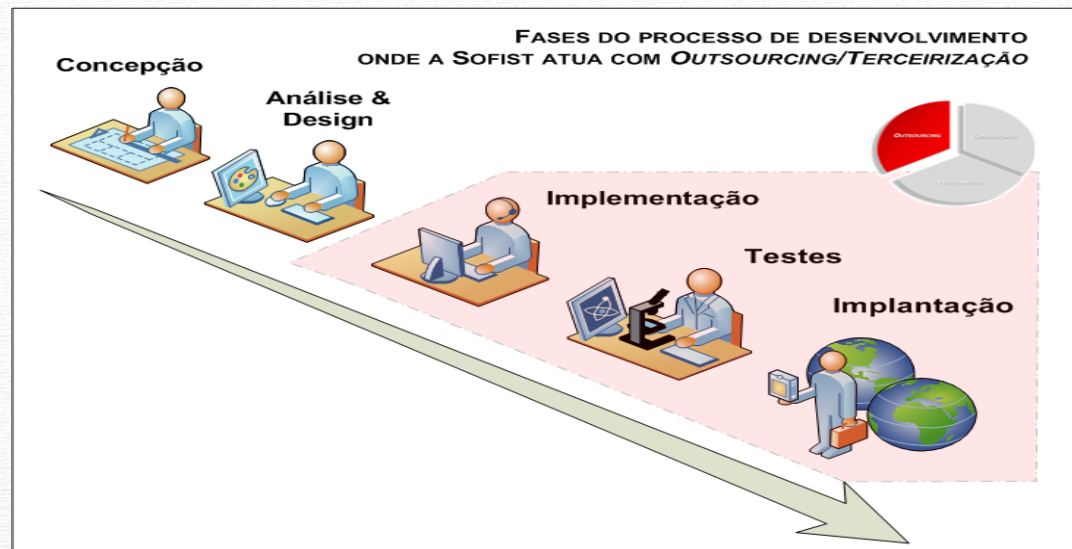 FASES DO PROCESSO DE DESENVOLVIMENTO
ONDE A SOFIST ATUA COM OUTSOURCING/TERCEIRIZAÇÃO
Concepção
Análise &
Design
OUTSOURCING
Implementação
Testes
Implantação